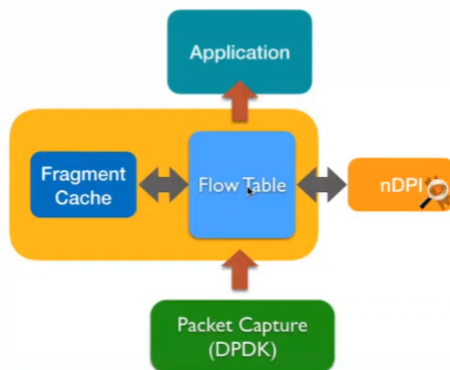 Application
Fragment
Cache
Flow Table
nDPI
Packet Capture
(DPDK)